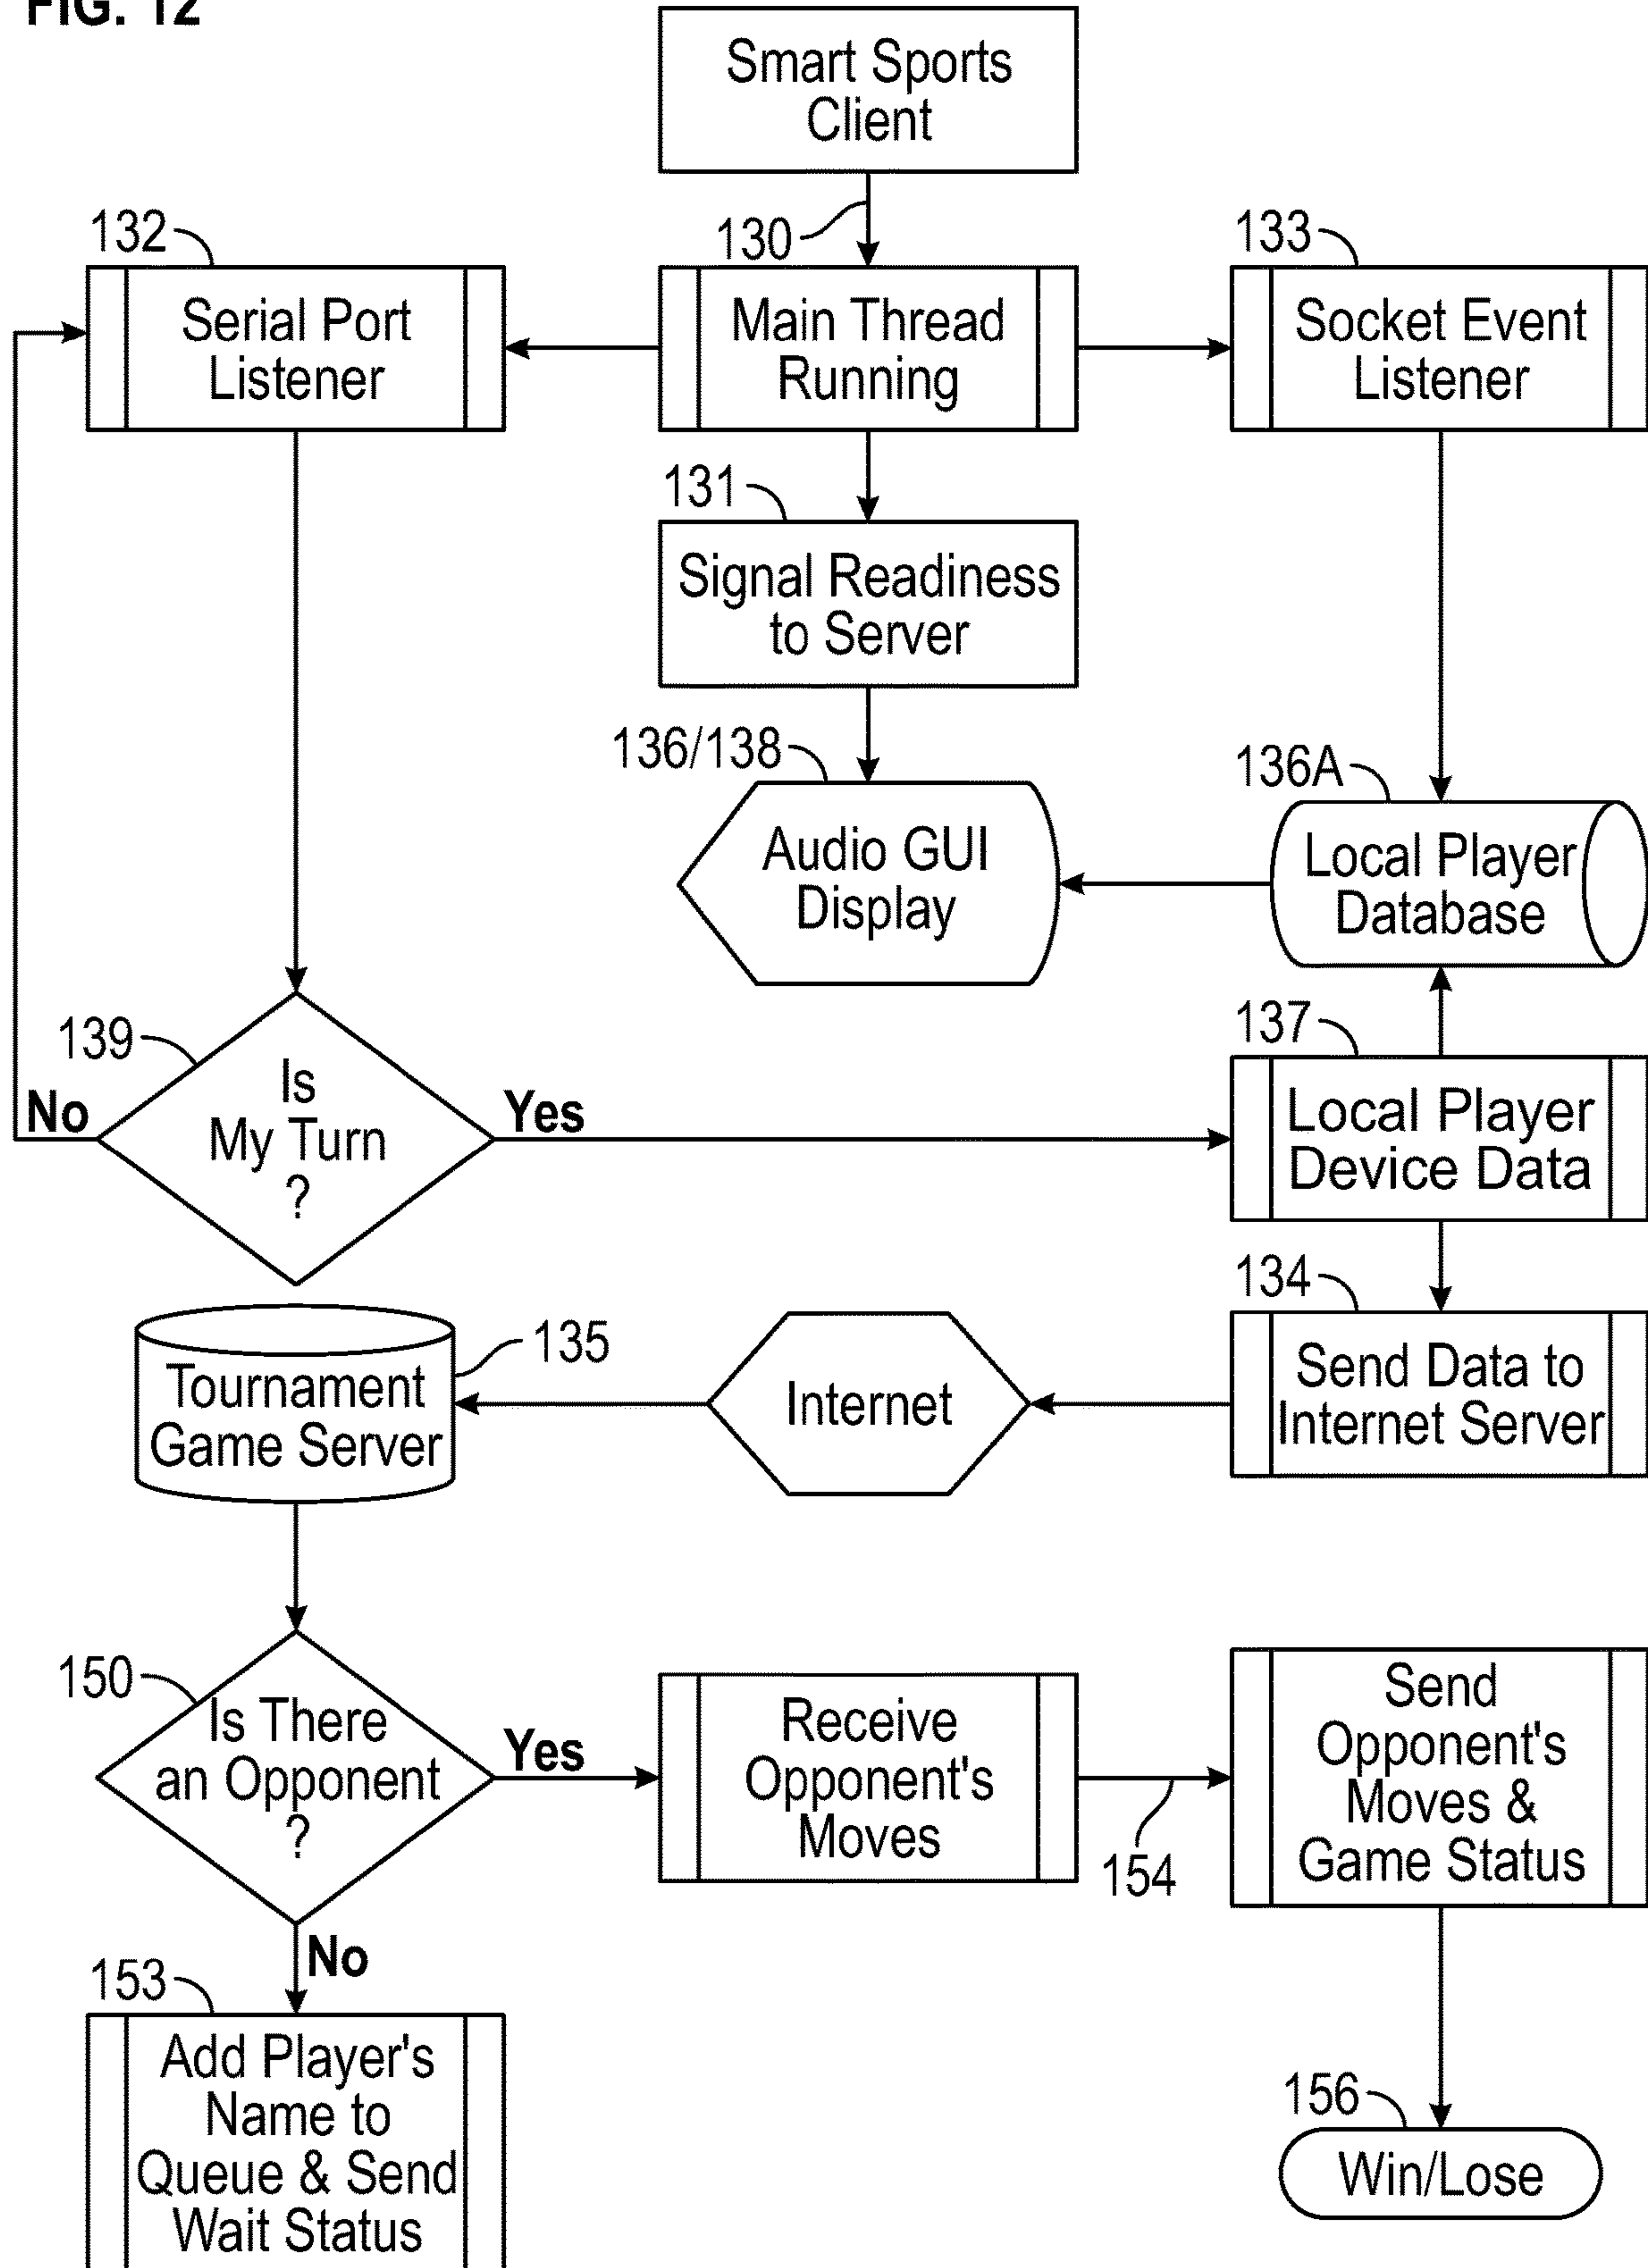 FIG. 12
Smart Sports
Client
130
132
133
Serial Port
Listener
Main Thread
Running
Socket Event
Listener
131
Signal Readiness
to Server
136/138
136A
Audio GUI
Display
Local Player
Database
139
Is
My Turn
?
No
Yes
137
Local Player
Device Data
134
135
Tournament
Game Server
Internet
Send Data to
Internet Server
150
Is There
an Opponent
?
Yes
Receive
Opponent's
Moves
154
Send
Opponent's
Moves &
Game Status
No
153
Add Player's
Name to
Queue & Send
Wait Status
156
Win/Lose